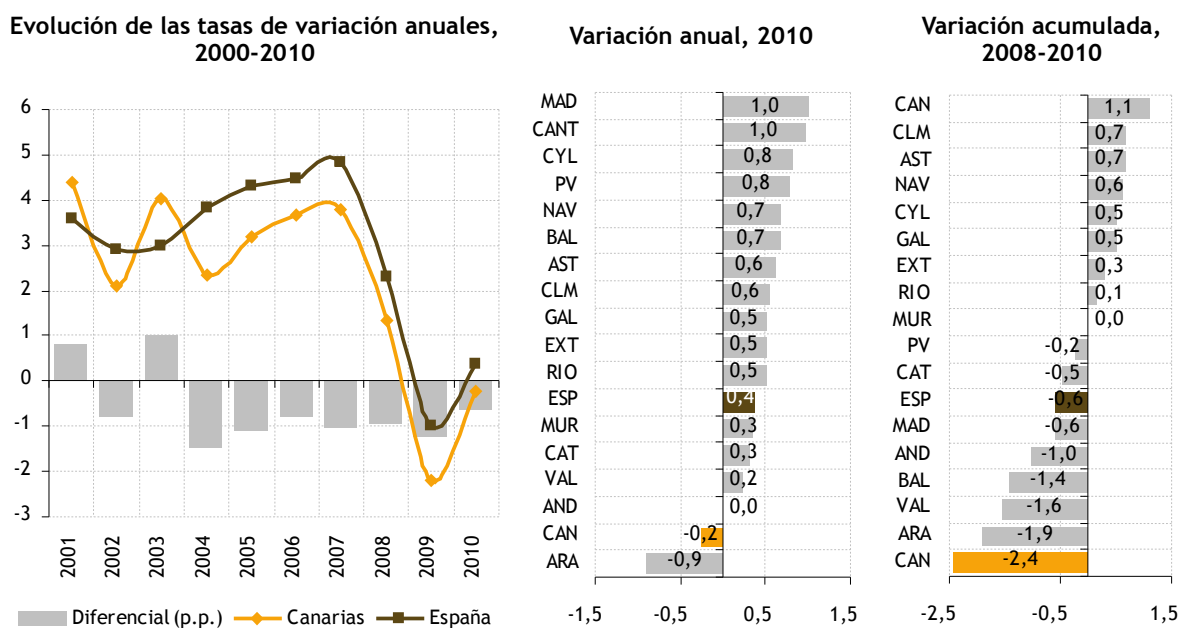 Evolución de las tasas de variación anuales,
2000-2010
6
5
4
3
2
1
0
-1
-2
-3
2001
2002
2003
2004
2005
2006
2007
2008
2009
2010
Diferencial (p.p.)
Canarias
España
Variación anual, 2010
MAD 1,0
CANT 1,0
CYL 0,8
PV 0,8
NAV 0,7
BAL 0,7
AST 0,6
CLM 0,6
GAL 0,5
EXT 0,5
RIO 0,5
ESP 0,4
MUR 0,3
CAT 0,3
VAL 0,2
AND 0,0
CAN -0,2
ARA -0,9
-1,5 -0,5 0,5 1,5
Variación acumulada,
2008-2010
CAN 1,1
CLM 0,7
AST 0,7
NAV 0,6
CYL 0,5
GAL 0,5
EXT 0,3
RIO 0,1
MUR 0,0
PV -0,2
CAT -0,5
ESP -0,6
MAD -0,6
AND -1,0
BAL -1,4
VAL -1,6
ARA -1,9
CAN -2,4
-2,5 -0,5 1,5